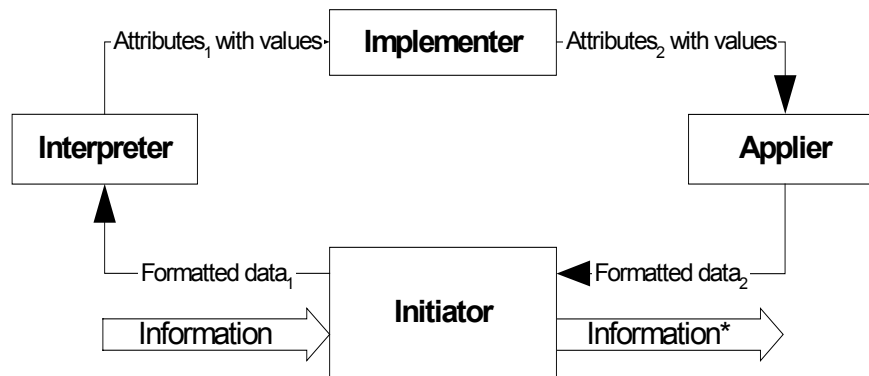 Attributes₁ with values
Implementer
Attributes₂ with values
Interpreter
Applier
Formatted data₁
Initiator
Formatted data₂
Information
Information*